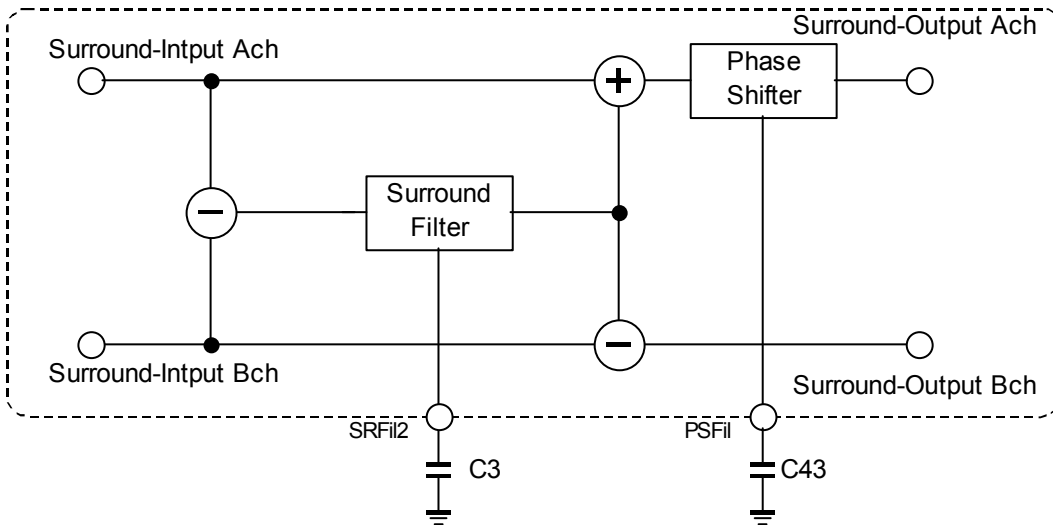 Surround-Output Ach
Surround-Intput Ach
Phase
Shifter
+
−
Surround
Filter
−
Surround-Intput Bch
Surround-Output Bch
SRFil2
PSFil
C3
C43